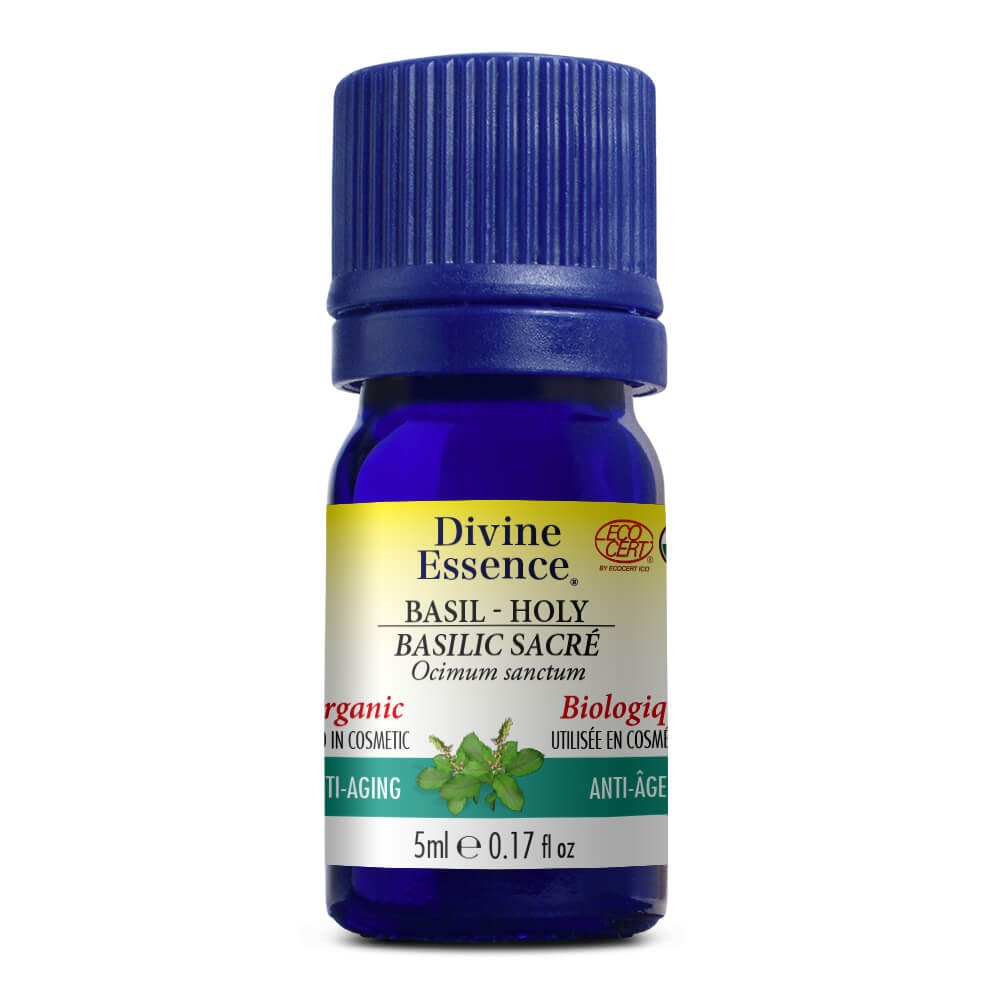 Divine
Essence®
ECO
CERT®
BY ECOCERT ICO
BASIL - HOLY
BASILIC SACRÉ
Ocimum sanctum
rganic
Biologiq
IN COSMETIC
UTILISÉE EN COSMÉ
TI-AGING
ANTI-ÂGE
5ml ℮ 0.17 fl oz